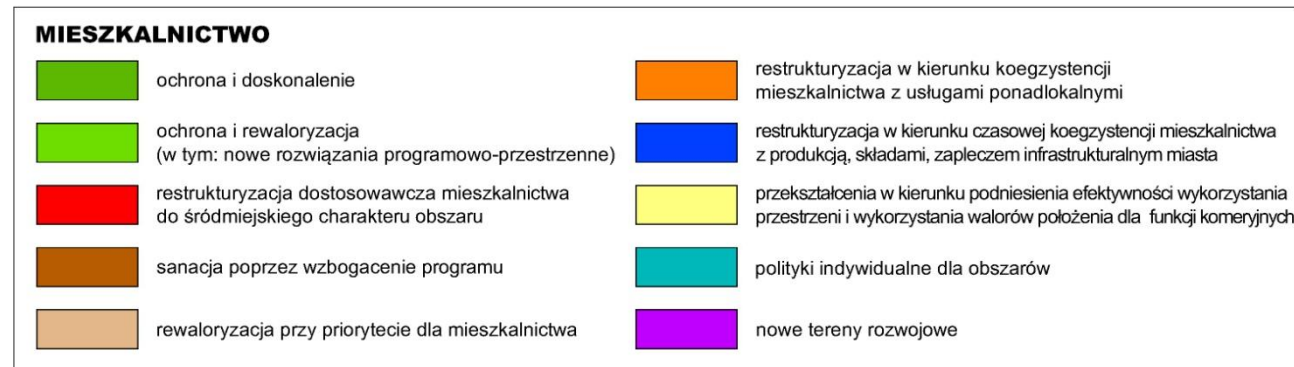 MIESZKALNICTWO
ochrona i doskonalenie
ochrona i rewaloryzacja
(w tym: nowe rozwiązania programowo-przestrzenne)
restrukturyzacja dostosowawcza mieszkalnictwa
do śródmiejskiego charakteru obszaru
sanacja poprzez wzbogacenie programu
rewaloryzacja przy priorytecie dla mieszkalnictwa
restrukturyzacja w kierunku koegzystencji
mieszkalnictwa z usługami ponadlokalnymi
restrukturyzacja w kierunku czasowej koegzystencji mieszkalnictwa
z produkcją, składami, zapleczem infrastrukturalnym miasta
przekształcenia w kierunku podniesienia efektywności wykorzystania
przestrzeni i wykorzystania walorów położenia dla funkcji komeryjnych
polityki indywidualne dla obszarów
nowe tereny rozwojowe